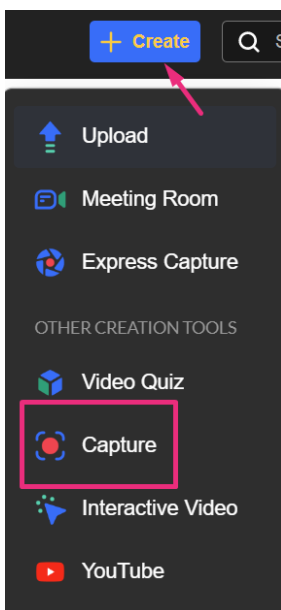 + Create
Upload
Meeting Room
Express Capture
OTHER CREATION TOOLS
Video Quiz
Capture
Interactive Video
YouTube